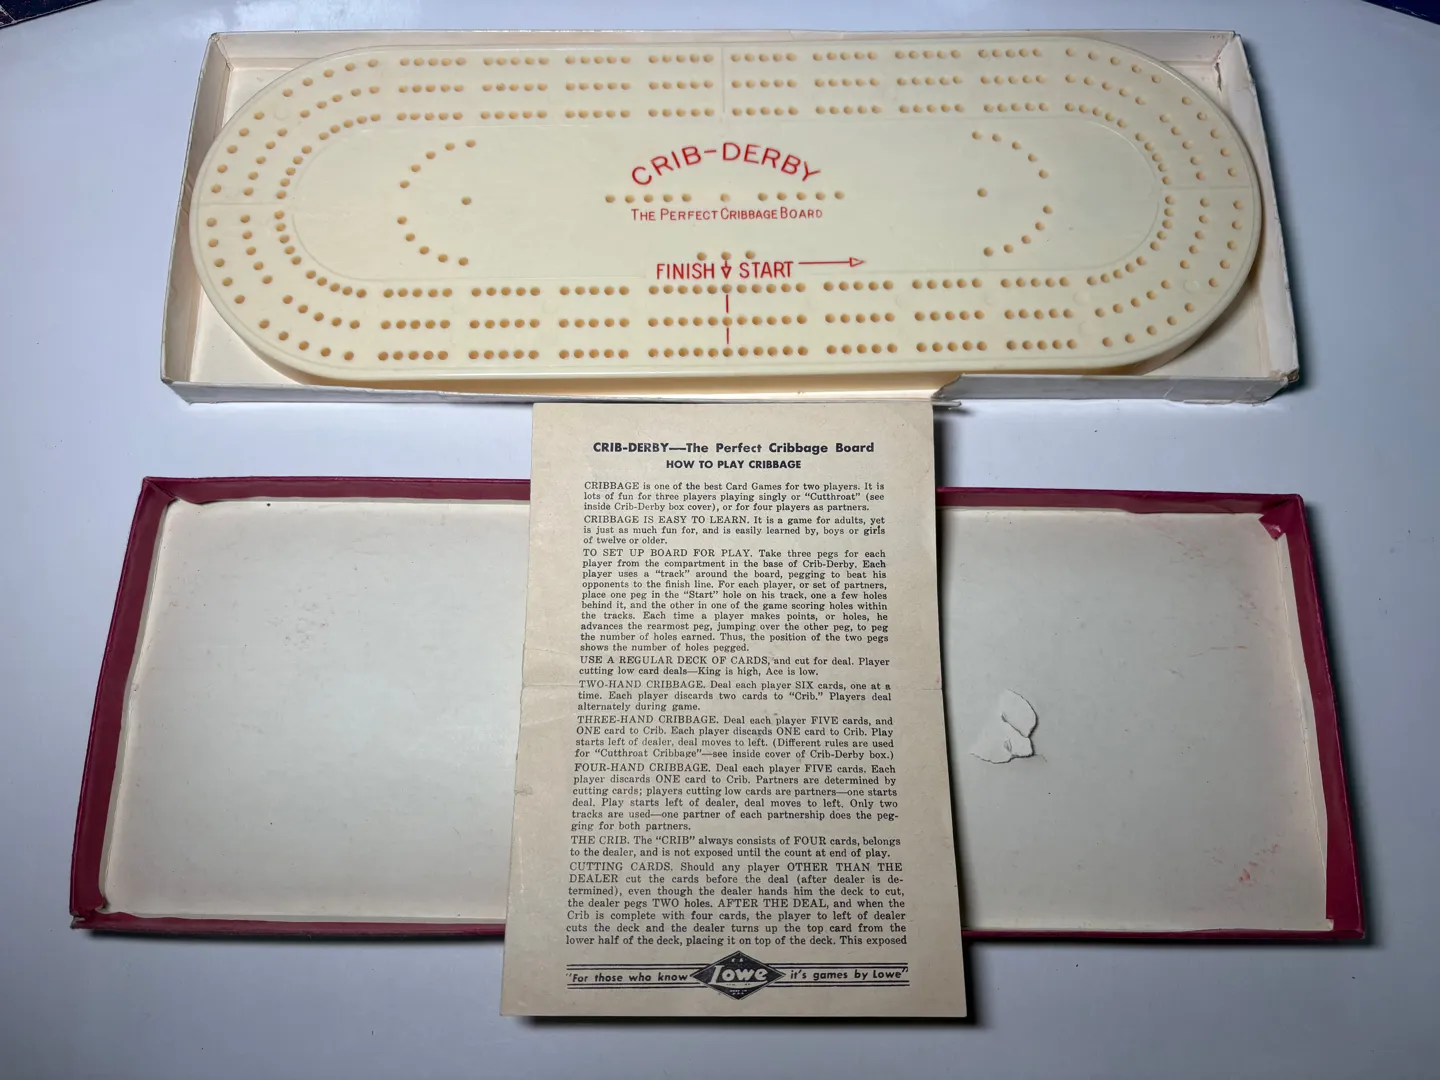 CRIB-DERBY
THE PERFECT CRIBBAGE BOARD
FINISH START
CRIB-DERBY—The Perfect Cribbage Board
HOW TO PLAY CRIBBAGE
CRIBBAGE is one of the best Card Games for two players. It is
lots of fun for three players playing singly or "Cutthroat" (see
inside Crib-Derby box cover), or for four players as partners.
CRIBBAGE IS EASY TO LEARN. It is a game for adults, yet
is just as much fun for, and is easily learned by, boys or girls
of twelve or older.
TO SET UP BOARD FOR PLAY. Take three pegs for each
player from the compartment in the base of Crib-Derby. Each
player uses a "track" around the board, pegging to beat his
opponents to the finish line. For each player, or set of partners,
place one peg in the "Start" hole on his track, one a few holes
behind it, and the other in one of the game scoring holes within
the tracks. Each time a player makes points, or holes, he
advances the rearmost peg, jumping over the other peg, to peg
the number of holes earned. Thus, the position of the two pegs
shows the number of holes pegged.
USE A REGULAR DECK OF CARDS, and cut for deal. Player
cutting low card deals—King is high, Ace is low.
TWO-HAND CRIBBAGE. Deal each player SIX cards, one at a
time. Each player discards two cards to "Crib." Players deal
alternately during game.
THREE-HAND CRIBBAGE. Deal each player FIVE cards, and
ONE card to Crib. Each player discards ONE card to Crib. Play
starts left of dealer, deal moves to left. (Different rules are used
for "Cutthroat Cribbage"—see inside cover of Crib-Derby box.)
FOUR-HAND CRIBBAGE. Deal each player FIVE cards. Each
player discards ONE card to Crib. Partners are determined by
cutting cards; players cutting low cards are partners—one starts
deal. Play starts left of dealer, deal moves to left. Only two
tracks are used—one partner of each partnership does the peg-
ging for both partners.
THE CRIB. The "CRIB" always consists of FOUR cards, belongs
to the dealer, and is not exposed until the count at end of play.
CUTTING CARDS. Should any player OTHER THAN THE
DEALER cut the cards before the deal (after dealer is de-
termined), even though the dealer hands him the deck to cut,
the dealer pegs TWO holes. AFTER THE DEAL, and when the
Crib is complete with four cards, the player to left of dealer
cuts the deck and the dealer turns up the top card from the
lower half of the deck, placing it on top of the deck. This exposed
"For those who know Lowe it's games by Lowe"